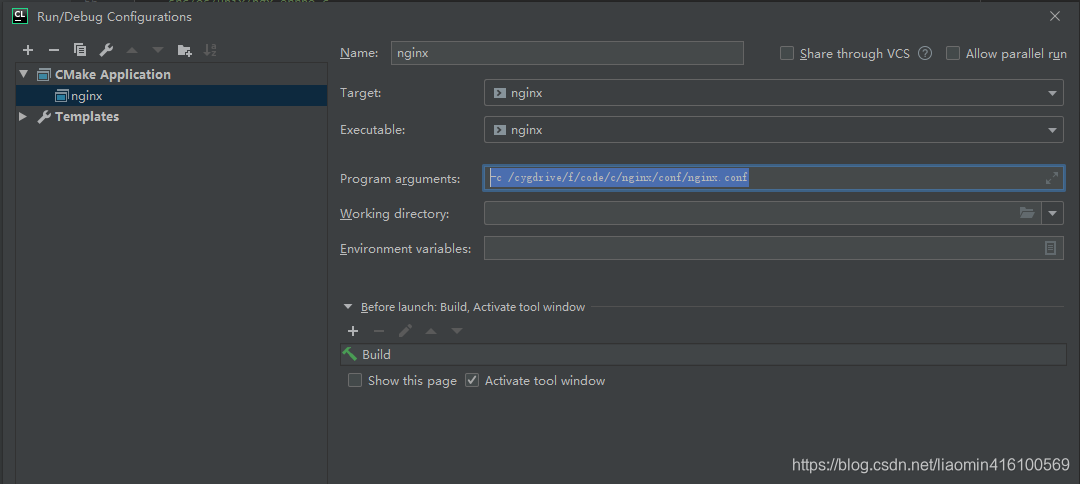 CL Run/Debug Configurations
Name: nginx
Share through VCS ?
Allow parallel run
CMake Application
nginx
Templates
Target: nginx
Executable: nginx
Program arguments: -c /cygdrive/f/code/c/nginx/conf/nginx.conf
Working directory:
Environment variables:
Before launch: Build, Activate tool window
Build
Show this page
Activate tool window
https://blog.csdn.net/liaomin416100569